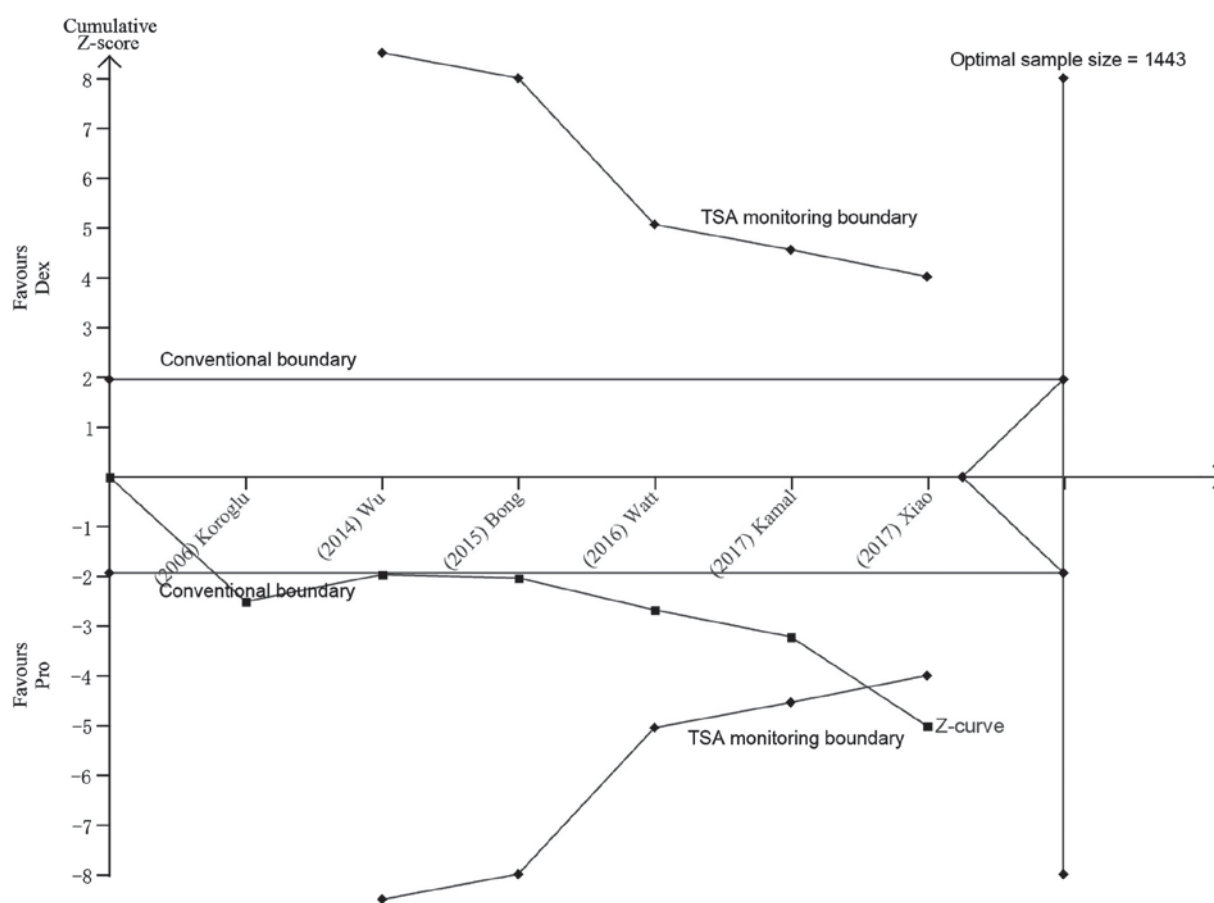 Cumulative
Z-score
Optimal sample size = 1443
8
7
6
TSA monitoring boundary
5
4
Favours
Dex
3
Conventional boundary
2
1
(2006) Koroglu
(2014) Wu
(2015) Bong
(2016) Watt
(2017) Kamal
(2017) Xiao
-1
-2
Conventional boundary
-3
-4
Favours
Pro
-5
Z-curve
TSA monitoring boundary
-6
-7
-8